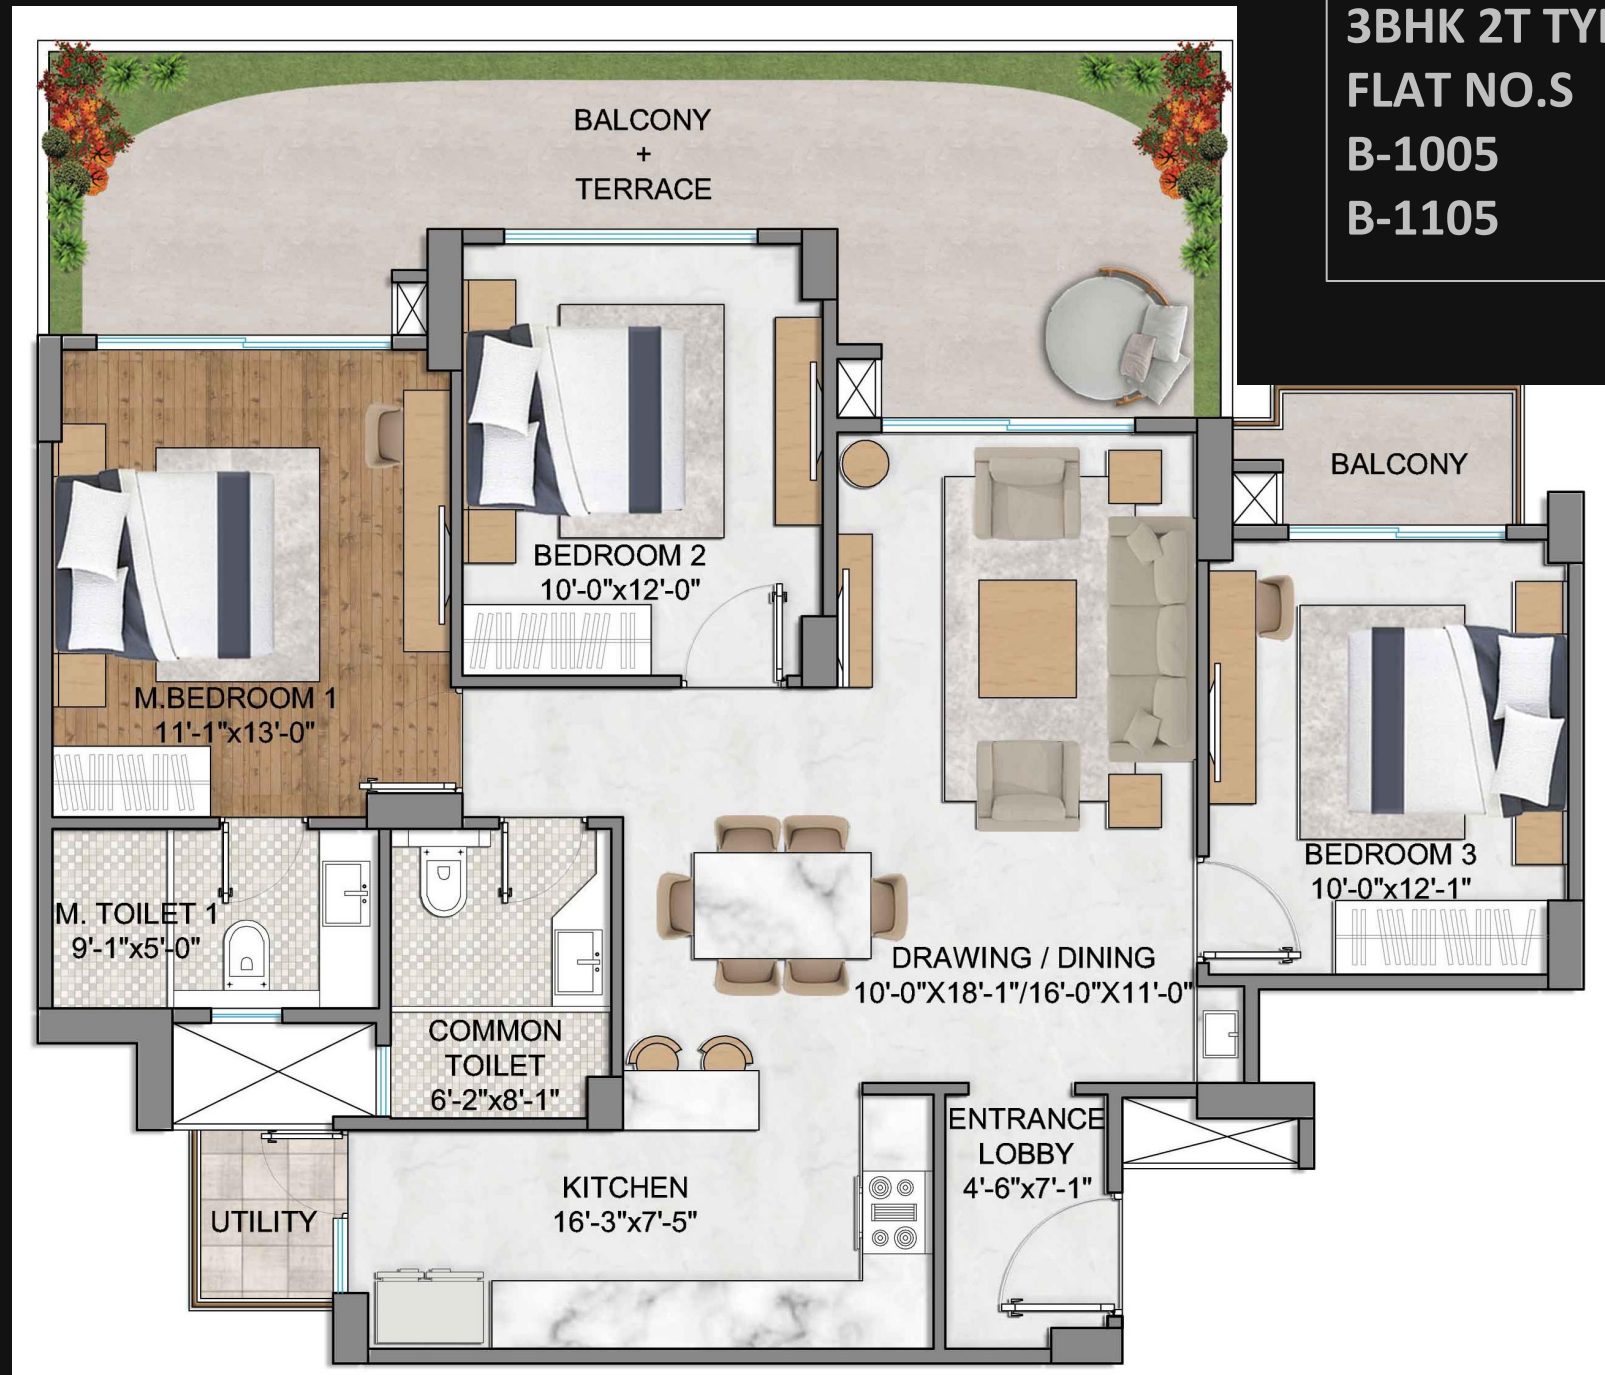 3BHK 2T TYP
FLAT NO.S
B-1005
B-1105
BALCONY
+
TERRACE
BALCONY
BEDROOM 2
10'-0"x12'-0"
M.BEDROOM 1
11'-1"x13'-0"
BEDROOM 3
10'-0"x12'-1"
M. TOILET 1
9'-1"x5'-0"
DRAWING / DINING
10'-0"X18'-1"/16'-0"X11'-0"
COMMON
TOILET
6'-2"x8'-1"
ENTRANCE
LOBBY
4'-6"x7'-1"
KITCHEN
16'-3"x7'-5"
UTILITY